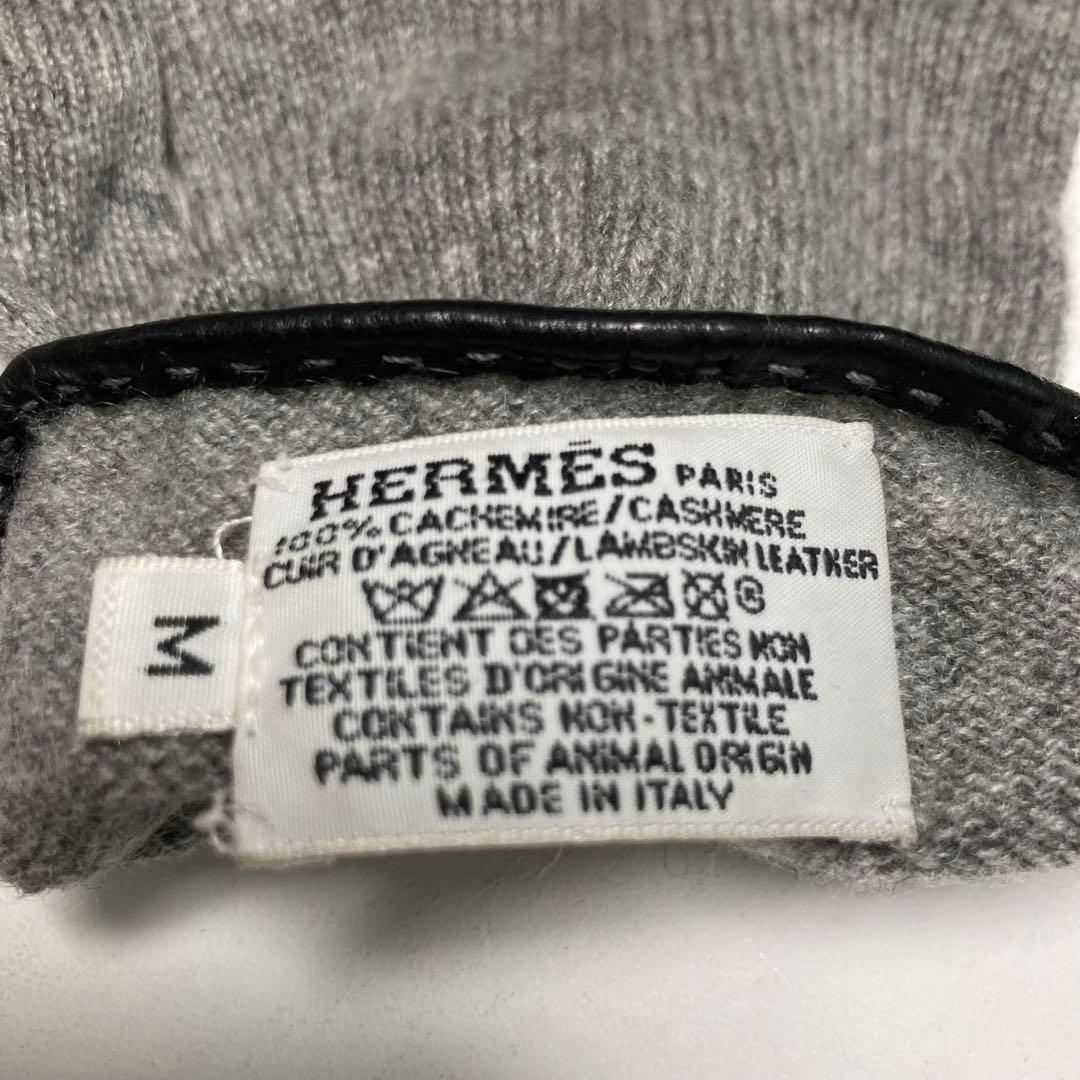 HERMĒS PARIS
100% CACHEMIRE/CASHMERE
CUIR D'AGNEAU/LAMBSKIN LEATHER
CONTIENT DES PARTIES NON
TEXTILES D'ORIGINE ANIMALE
CONTAINS NON-TEXTILE
PARTS OF ANIMAL ORIGIN
MADE IN ITALY
M